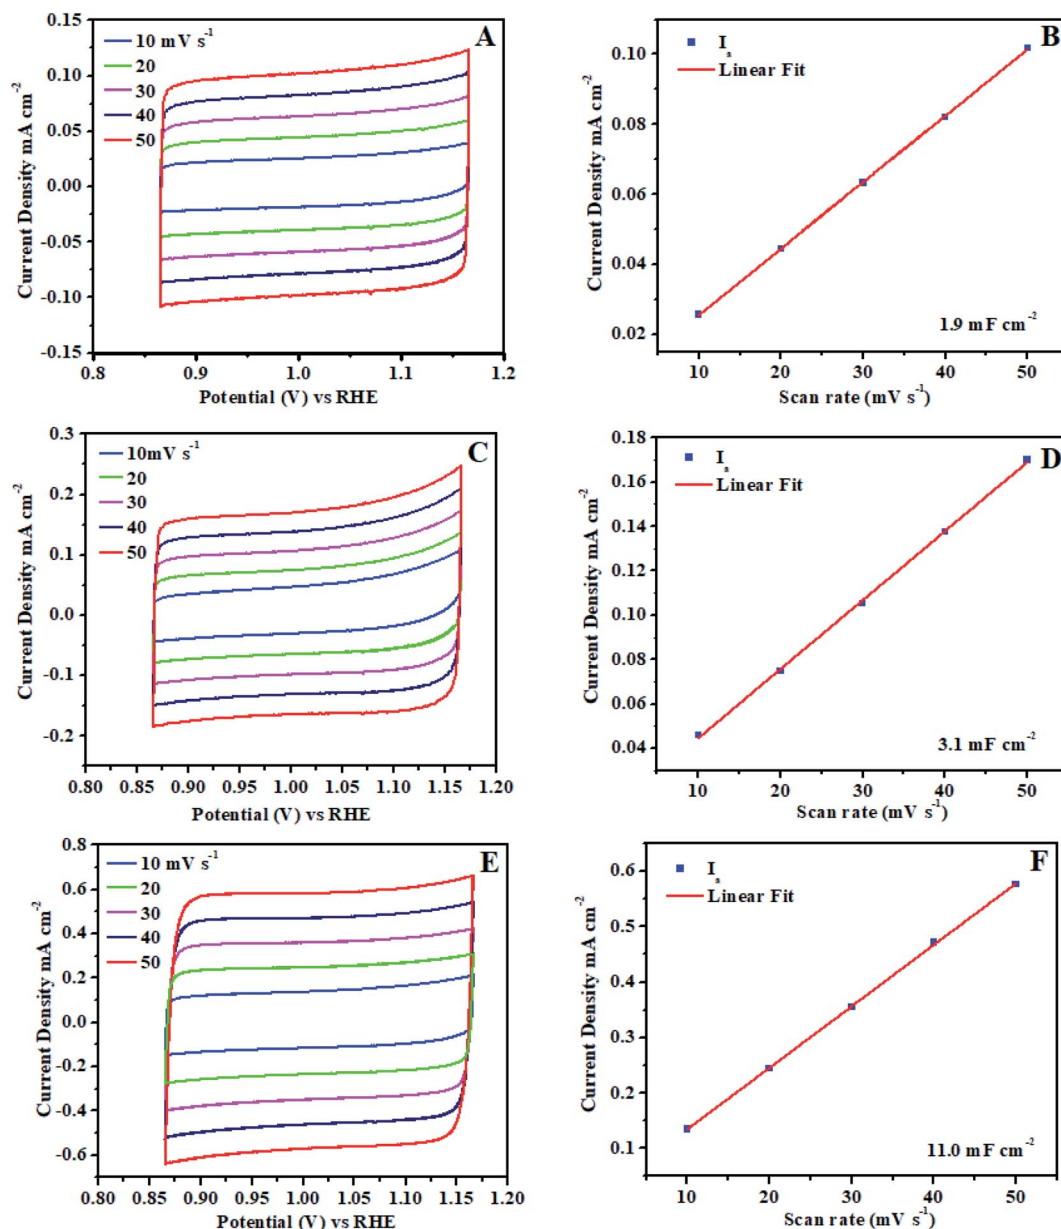 A
10 mV s⁻¹
20
30
40
50
Current Density mA cm⁻²
0.15
0.10
0.05
0.00
-0.05
-0.10
-0.15
0.8 0.9 1.0 1.1 1.2
Potential (V) vs RHE
B
Iₛ
Linear Fit
Current Density mA cm⁻²
0.10
0.08
0.06
0.04
0.02
1.9 mF cm⁻²
10 20 30 40 50
Scan rate (mV s⁻¹)
C
10mV s⁻¹
20
30
40
50
Current Density mA cm⁻²
0.3
0.2
0.1
0.0
-0.1
-0.2
0.80 0.85 0.90 0.95 1.00 1.05 1.10 1.15 1.20
Potential (V) vs RHE
D
Iₛ
Linear Fit
Current Density mA cm⁻²
0.18
0.16
0.14
0.12
0.10
0.08
0.06
0.04
3.1 mF cm⁻²
10 20 30 40 50
Scan rate (mV s⁻¹)
E
10 mV s⁻¹
20
30
40
50
Current Density mA cm⁻²
0.8
0.6
0.4
0.2
0.0
-0.2
-0.4
-0.6
0.80 0.85 0.90 0.95 1.00 1.05 1.10 1.15 1.20
Potential (V) vs RHE
F
Iₛ
Linear Fit
Current Density mA cm⁻²
0.6
0.5
0.4
0.3
0.2
0.1
11.0 mF cm⁻²
10 20 30 40 50
Scan rate (mV s⁻¹)